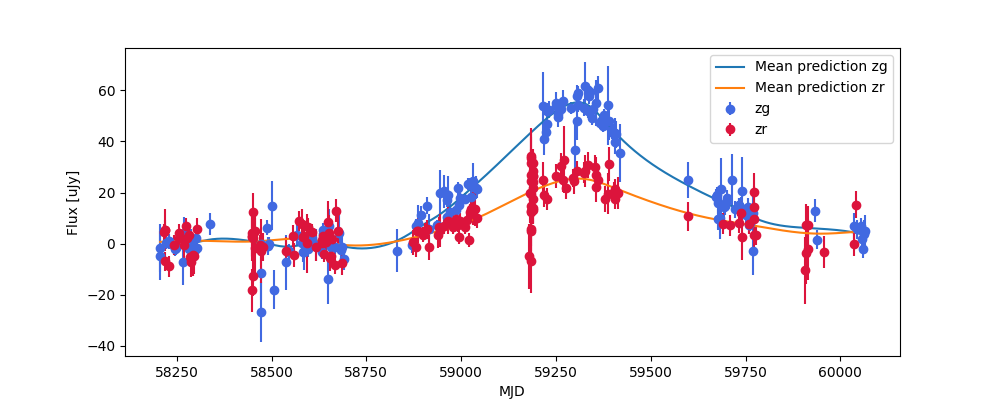 Mean prediction zg
Mean prediction zr
zg
zr
60
40
20
0
−20
−40
Flux [uJy]
58250
58500
58750
59000
59250
59500
59750
60000
MJD